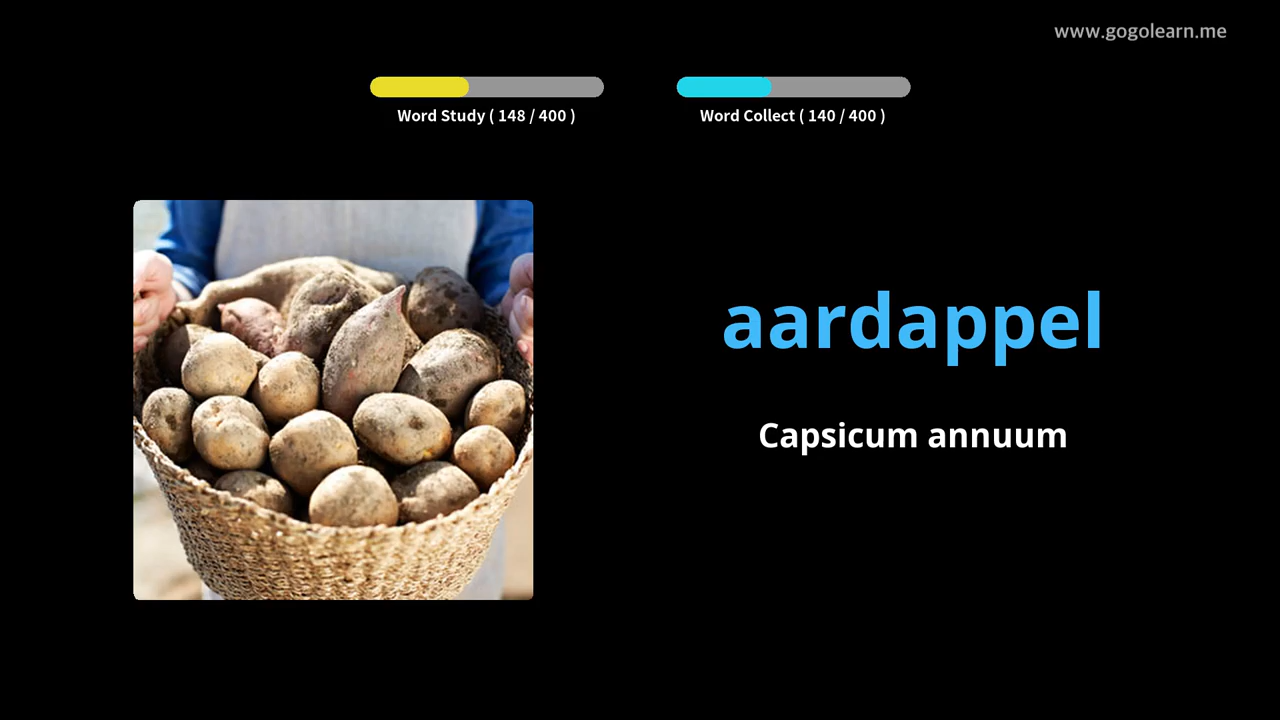 www.gogolearn.me
Word Study ( 148 / 400 )
Word Collect ( 140 / 400 )
aardappel
Capsicum annuum